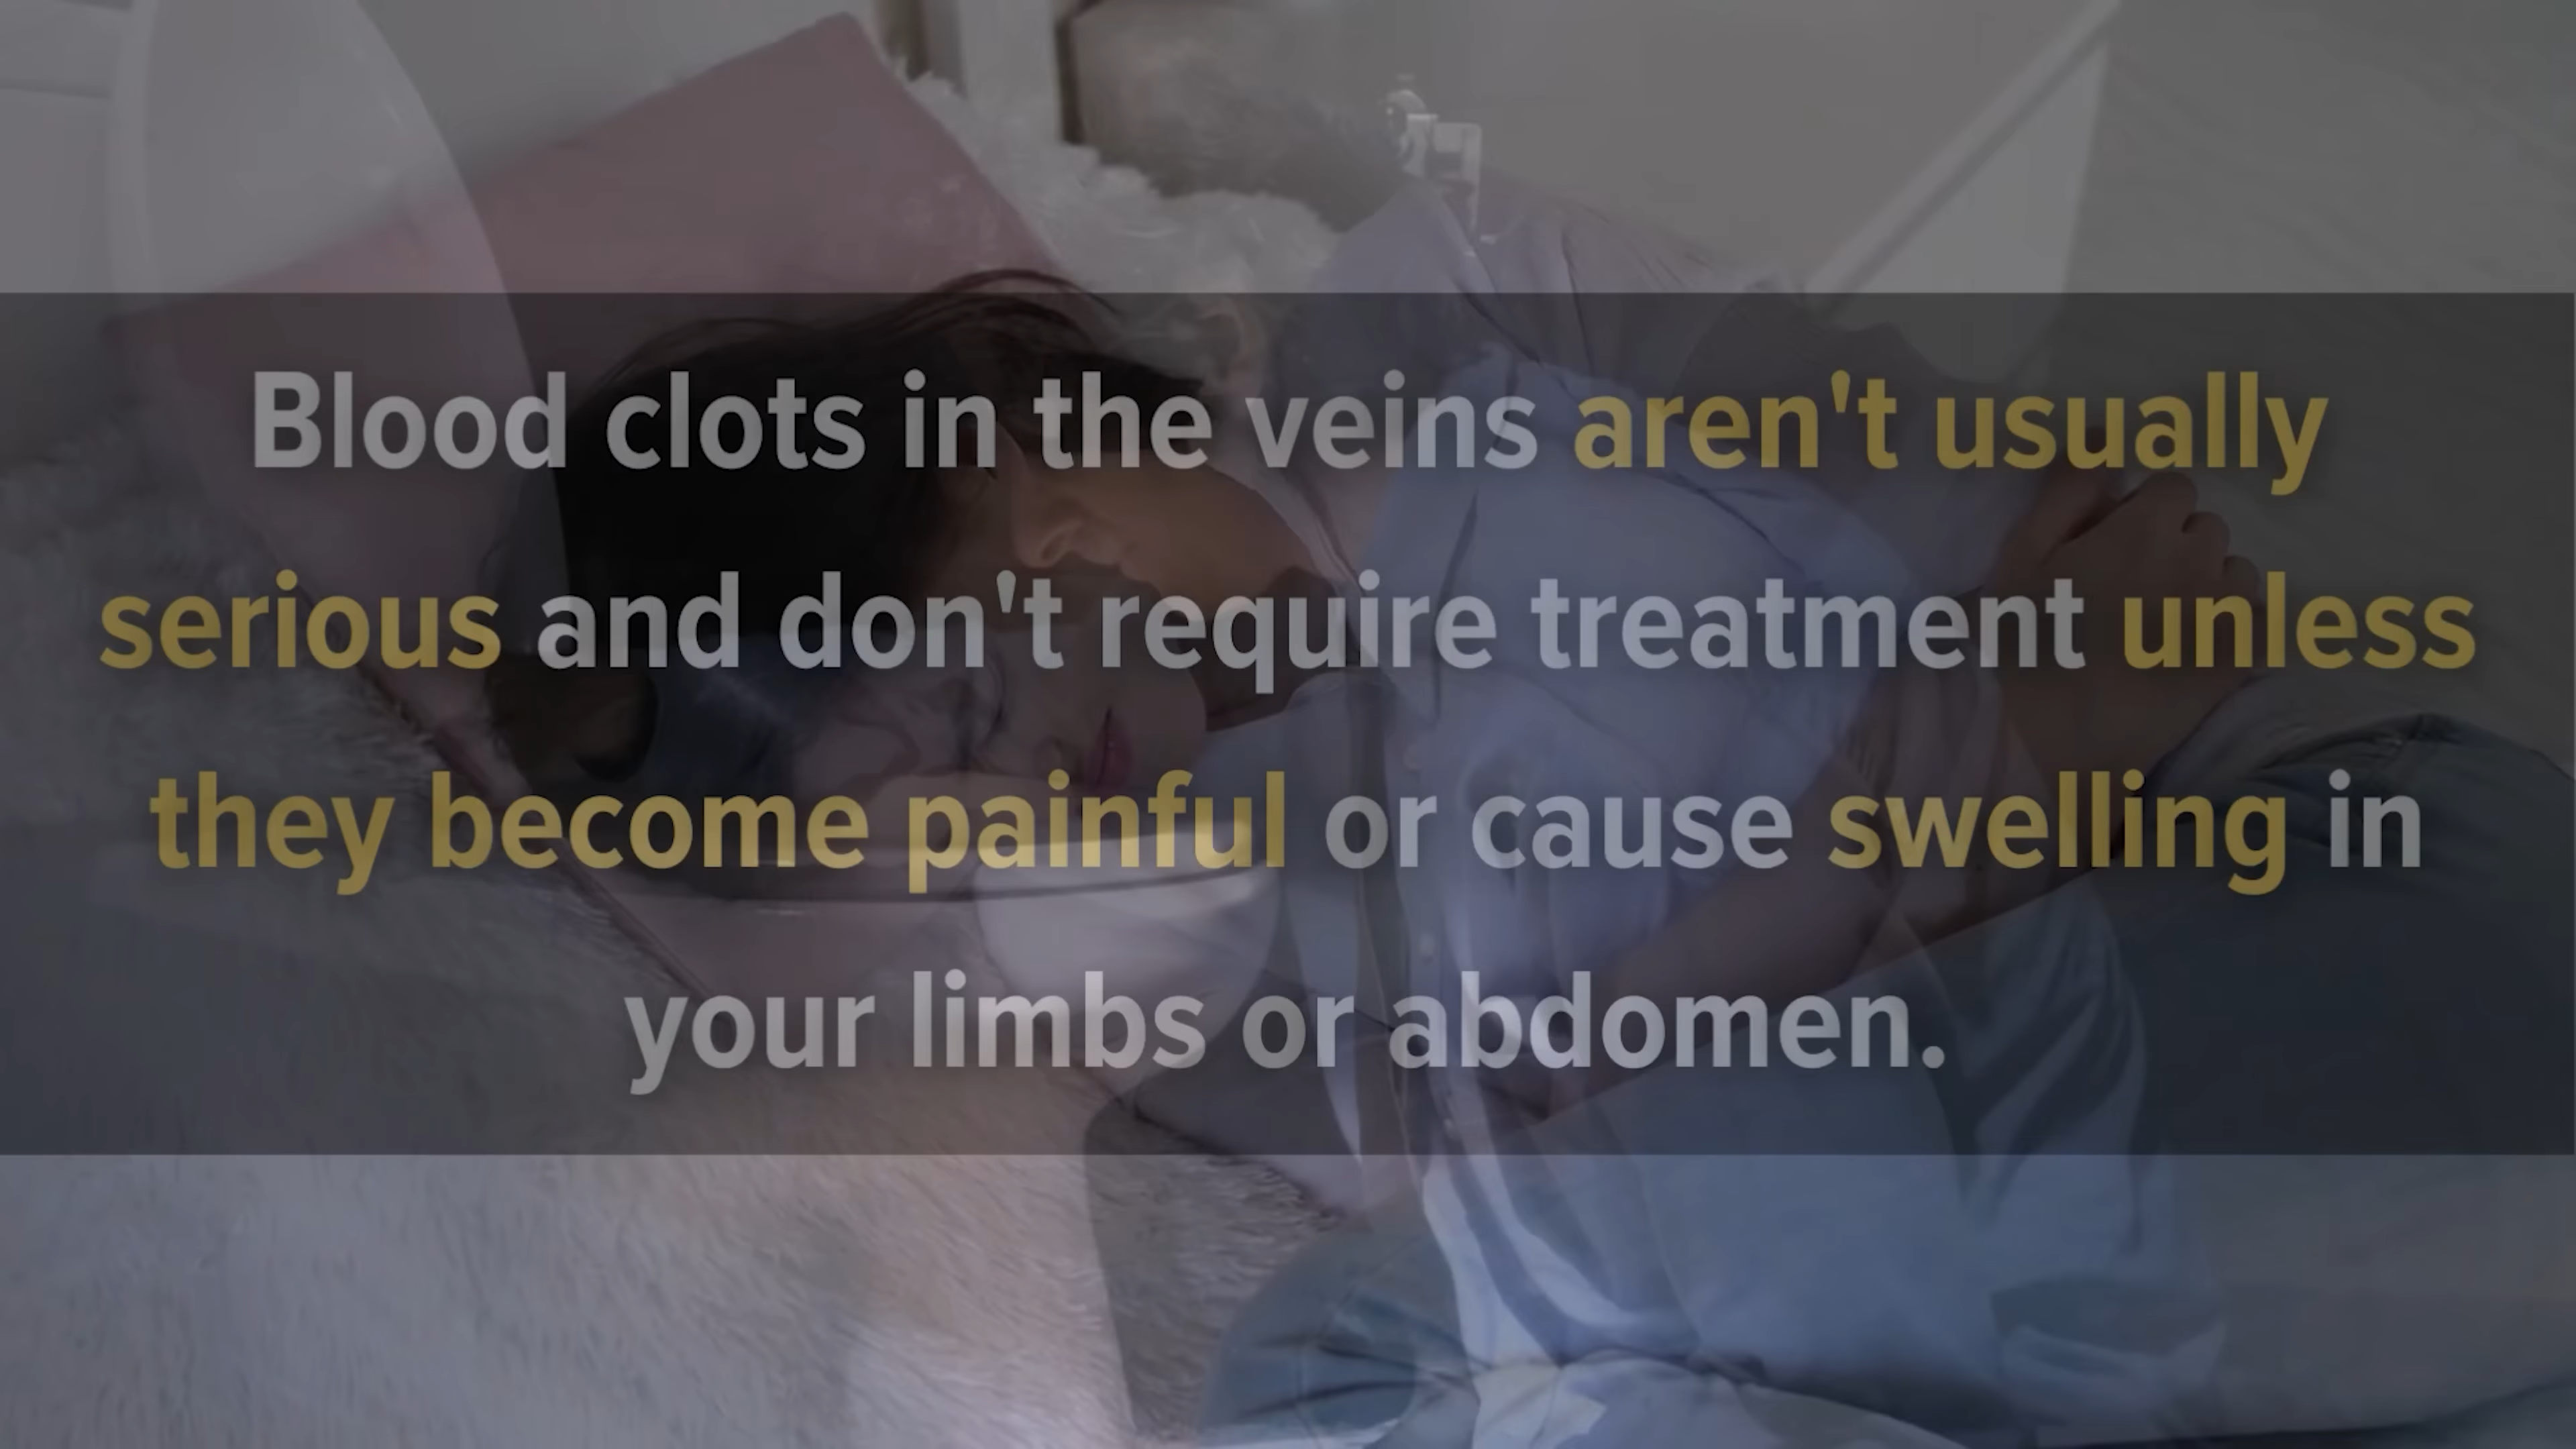 Blood clots in the veins aren't usually
serious and don't require treatment unless
they become painful or cause swelling in
your limbs or abdomen.